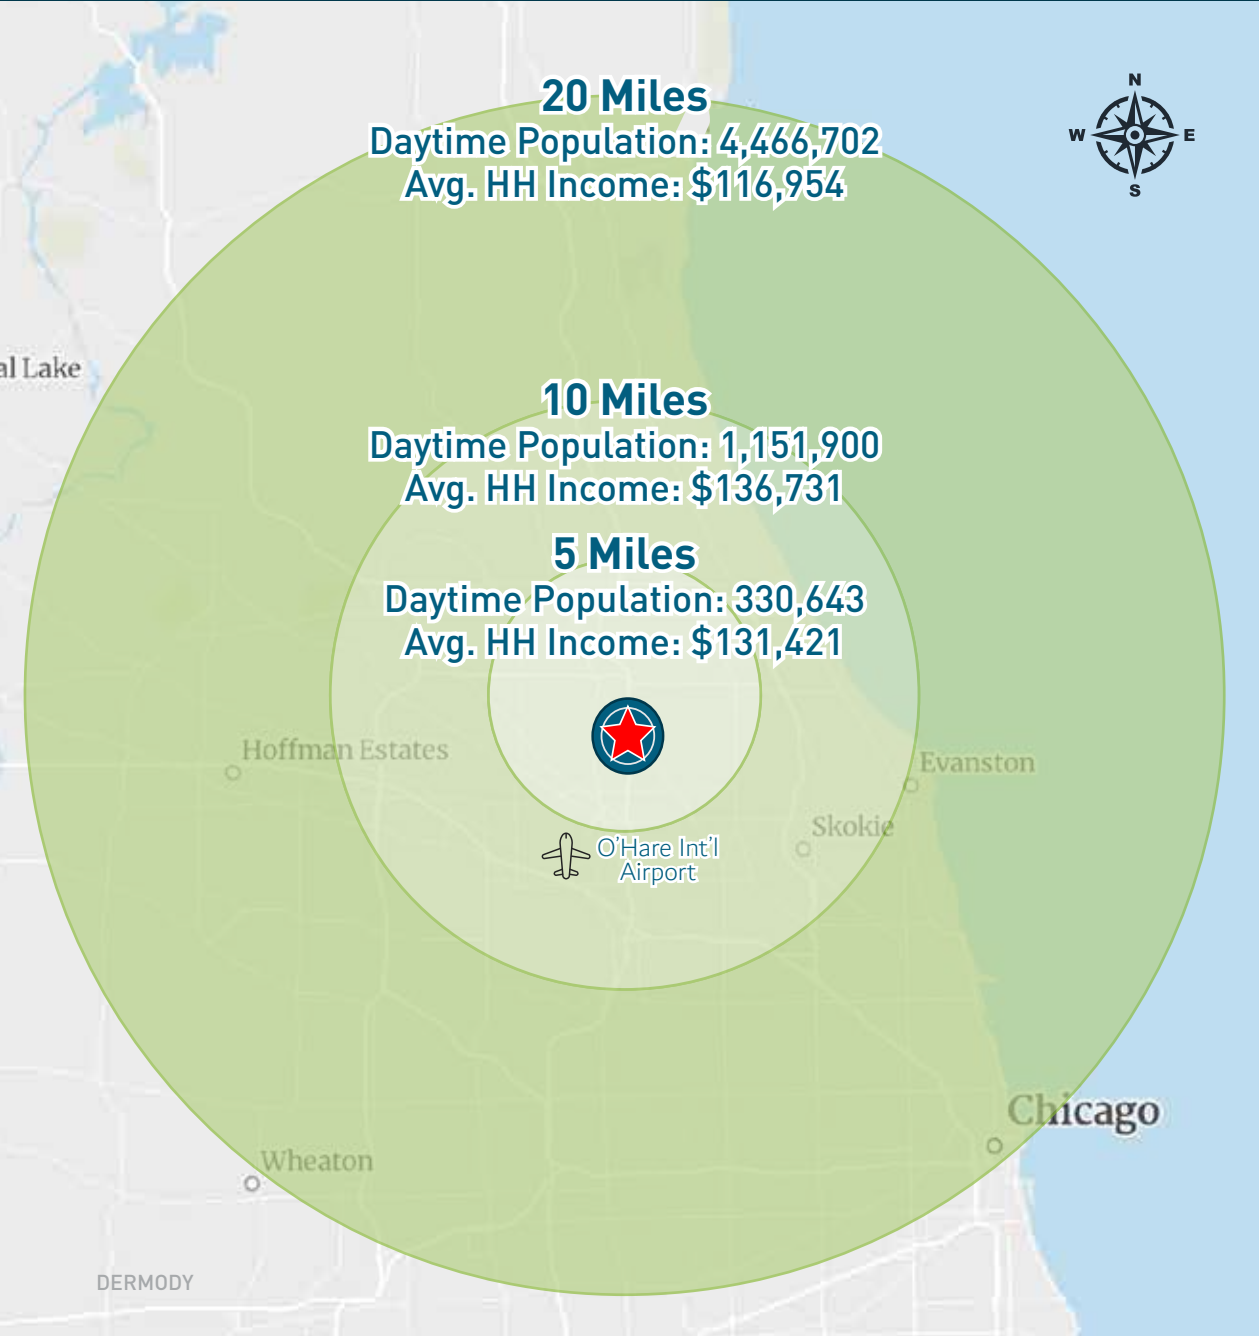 N
W E
S
20 Miles
Daytime Population: 4,466,702
Avg. HH Income: $116,954
al Lake
10 Miles
Daytime Population: 1,151,900
Avg. HH Income: $136,731
5 Miles
Daytime Population: 330,643
Avg. HH Income: $131,421
Hoffman Estates
Evanston
Skokie
O'Hare Int'l
Airport
Chicago
Wheaton
DERMODY